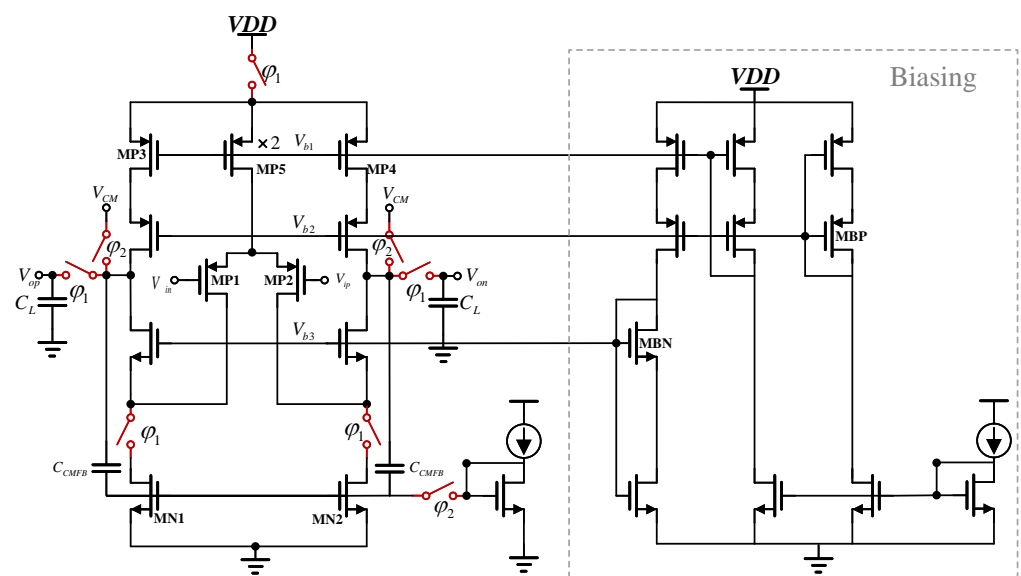 VDD
φ1
Biasing
VDD
×2
MP3
Vb1
MP5
MP4
VCM
VCM
Vb2
φ2
φ2
MBP
Vop
φ1
Vin
MP1
MP2
Vip
φ1
Von
CL
CL
Vb3
MBN
φ1
φ1
CCMFB
CCMFB
φ2
MN1
MN2